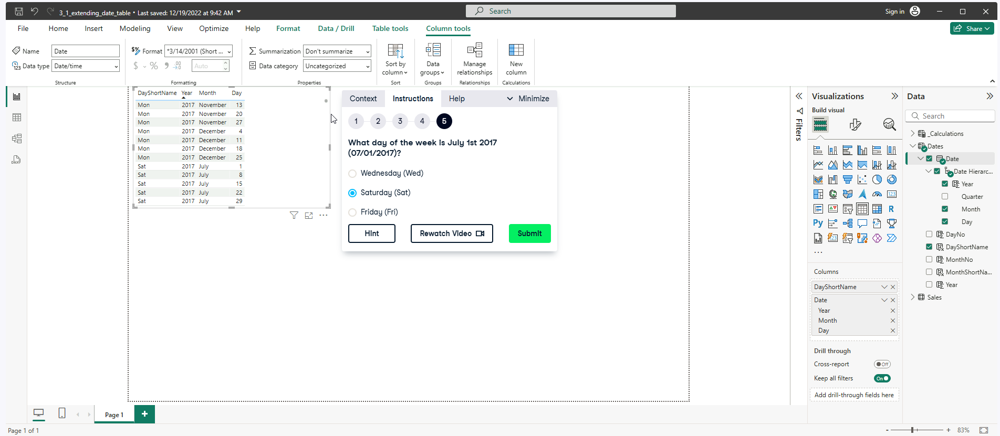 3_1_extending_date_table • Last saved: 12/19/2022 at 9:42 AM
Search
Sign in
File Home Insert Modeling View Optimize Help Format Data / Drill Table tools Column tools
Share
Name Date
Format *3/14/2001 (Short ...
Summarization Don't summarize
Data type Date/time
$ % 9 .00 Auto
Data category Uncategorized
Sort by column
Data groups
Manage relationships
New column
Structure Formatting Properties Sort Groups Relationships Calculations
DayShortName Year Month Day
Mon 2017 November 13
Mon 2017 November 20
Mon 2017 November 27
Mon 2017 December 4
Mon 2017 December 11
Mon 2017 December 18
Mon 2017 December 25
Sat 2017 July 1
Sat 2017 July 8
Sat 2017 July 15
Sat 2017 July 22
Sat 2017 July 29
Context Instructions Help Minimize
1 2 3 4 5
What day of the week is July 1st 2017
(07/01/2017)?
Wednesday (Wed)
Saturday (Sat)
Friday (Fri)
Hint Rewatch Video Submit
Filters
Visualizations
Build visual
123
R
Py
123
...
Columns
DayShortName
Date
Year
Month
Day
Drill through
Cross-report Off
Keep all filters On
Add drill-through fields here
Data
Search
_Calculations
Dates
Date
Date Hierarc...
Year
Quarter
Month
Day
DayNo
DayShortName
MonthNo
MonthShortNa...
Year
Sales
Page 1
+
Page 1 of 1
- + 83%